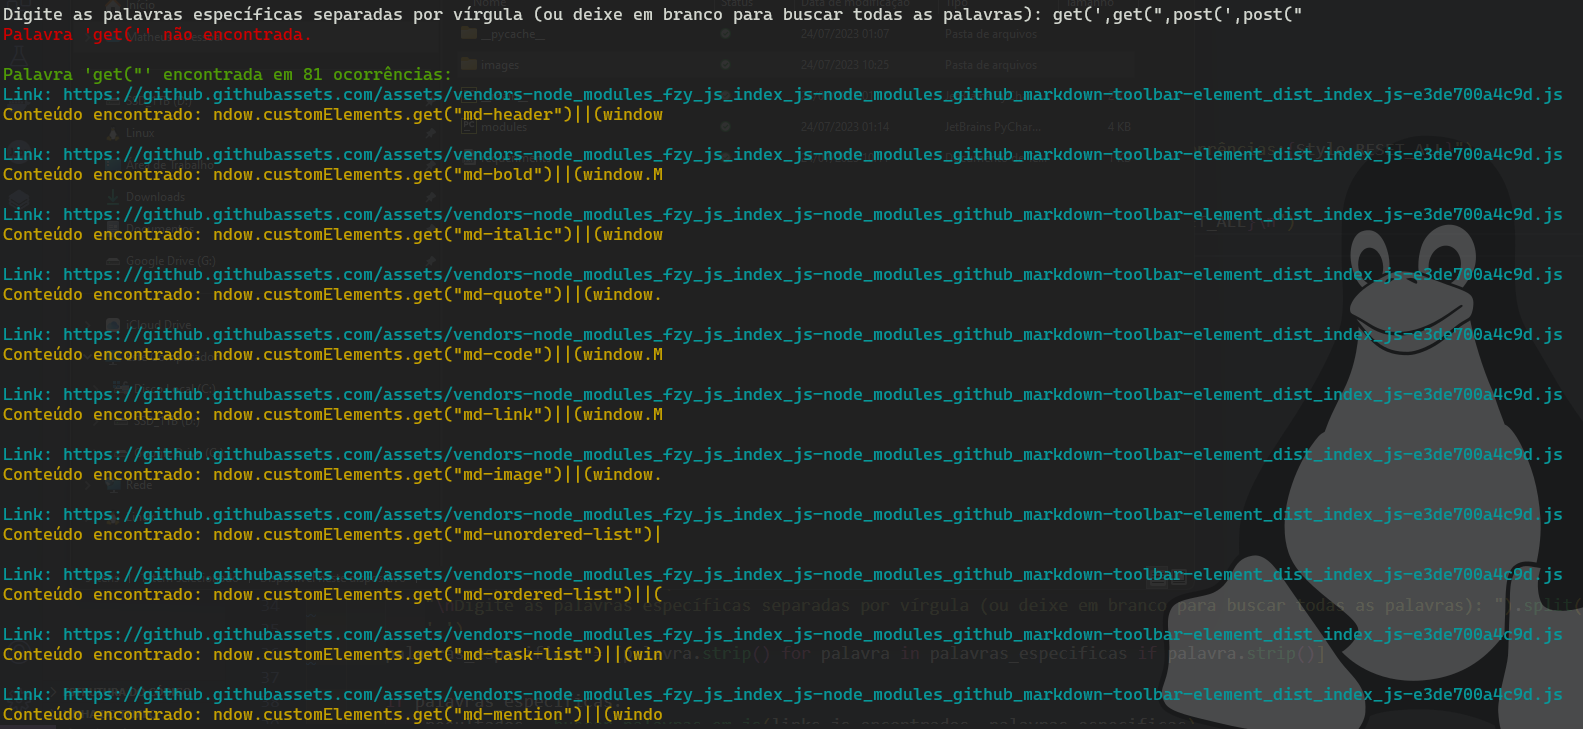 Digite as palavras específicas separadas por vírgula (ou deixe em branco para buscar todas as palavras): get(',get(",post(',post("
Palavra 'get('' não encontrada.
Palavra 'get("' encontrada em 81 ocorrências:
Link: https://github.githubassets.com/assets/vendors-node_modules_fzy_js_index_js-node_modules_github_markdown-toolbar-element_dist_index_js-e3de700a4c9d.js
Conteúdo encontrado: ndow.customElements.get("md-header")||(window
Link: https://github.githubassets.com/assets/vendors-node_modules_fzy_js_index_js-node_modules_github_markdown-toolbar-element_dist_index_js-e3de700a4c9d.js
Conteúdo encontrado: ndow.customElements.get("md-bold")||(window.M
Link: https://github.githubassets.com/assets/vendors-node_modules_fzy_js_index_js-node_modules_github_markdown-toolbar-element_dist_index_js-e3de700a4c9d.js
Conteúdo encontrado: ndow.customElements.get("md-italic")||(window
Link: https://github.githubassets.com/assets/vendors-node_modules_fzy_js_index_js-node_modules_github_markdown-toolbar-element_dist_index_js-e3de700a4c9d.js
Conteúdo encontrado: ndow.customElements.get("md-quote")||(window.
Link: https://github.githubassets.com/assets/vendors-node_modules_fzy_js_index_js-node_modules_github_markdown-toolbar-element_dist_index_js-e3de700a4c9d.js
Conteúdo encontrado: ndow.customElements.get("md-code")||(window.M
Link: https://github.githubassets.com/assets/vendors-node_modules_fzy_js_index_js-node_modules_github_markdown-toolbar-element_dist_index_js-e3de700a4c9d.js
Conteúdo encontrado: ndow.customElements.get("md-link")||(window.M
Link: https://github.githubassets.com/assets/vendors-node_modules_fzy_js_index_js-node_modules_github_markdown-toolbar-element_dist_index_js-e3de700a4c9d.js
Conteúdo encontrado: ndow.customElements.get("md-image")||(window.
Link: https://github.githubassets.com/assets/vendors-node_modules_fzy_js_index_js-node_modules_github_markdown-toolbar-element_dist_index_js-e3de700a4c9d.js
Conteúdo encontrado: ndow.customElements.get("md-unordered-list")|
Link: https://github.githubassets.com/assets/vendors-node_modules_fzy_js_index_js-node_modules_github_markdown-toolbar-element_dist_index_js-e3de700a4c9d.js
Conteúdo encontrado: ndow.customElements.get("md-ordered-list")||(
Link: https://github.githubassets.com/assets/vendors-node_modules_fzy_js_index_js-node_modules_github_markdown-toolbar-element_dist_index_js-e3de700a4c9d.js
Conteúdo encontrado: ndow.customElements.get("md-task-list")||(win
Link: https://github.githubassets.com/assets/vendors-node_modules_fzy_js_index_js-node_modules_github_markdown-toolbar-element_dist_index_js-e3de700a4c9d.js
Conteúdo encontrado: ndow.customElements.get("md-mention")||(windo